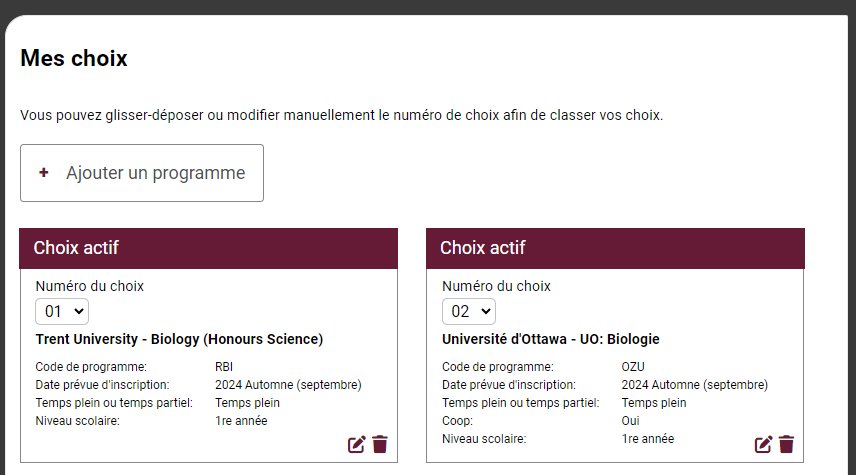 Mes choix
Vous pouvez glisser-déposer ou modifier manuellement le numéro de choix afin de classer vos choix.
+ Ajouter un programme
Choix actif
Numéro du choix
01
Trent University - Biology (Honours Science)
Code de programme: RBI
Date prévue d'inscription: 2024 Automne (septembre)
Temps plein ou temps partiel: Temps plein
Niveau scolaire: 1re année
Choix actif
Numéro du choix
02
Université d'Ottawa - UO: Biologie
Code de programme: OZU
Date prévue d'inscription: 2024 Automne (septembre)
Temps plein ou temps partiel: Temps plein
Coop: Oui
Niveau scolaire: 1re année